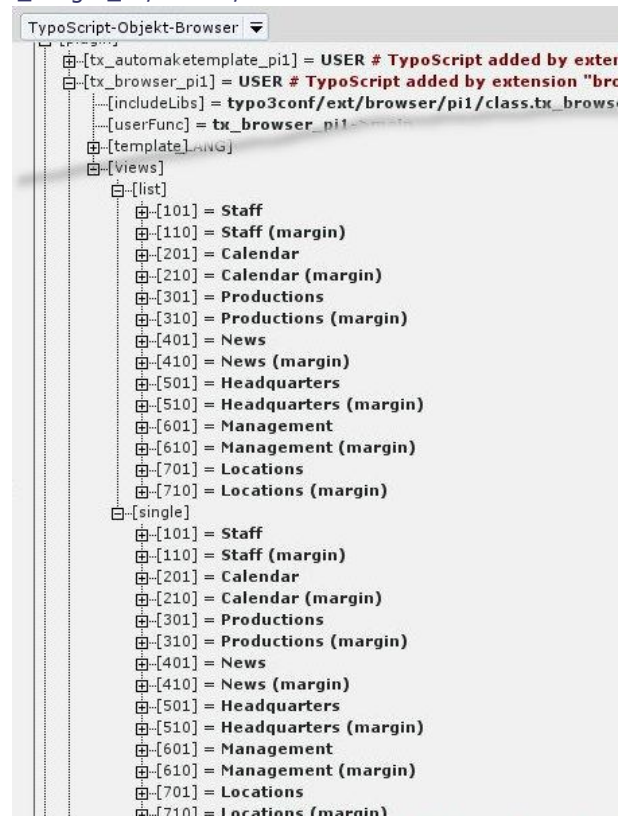 TypoScript-Objekt-Browser
[plugin]
[tx_automaketemplate_pi1] = USER # TypoScript added by exten
[tx_browser_pi1] = USER # TypoScript added by extension "bro
[includeLibs] = typo3conf/ext/browser/pi1/class.tx_browse
[userFunc] = tx_browser_pi1->main
[template]
[views]
[list]
[101] = Staff
[110] = Staff (margin)
[201] = Calendar
[210] = Calendar (margin)
[301] = Productions
[310] = Productions (margin)
[401] = News
[410] = News (margin)
[501] = Headquarters
[510] = Headquarters (margin)
[601] = Management
[610] = Management (margin)
[701] = Locations
[710] = Locations (margin)
[single]
[101] = Staff
[110] = Staff (margin)
[201] = Calendar
[210] = Calendar (margin)
[301] = Productions
[310] = Productions (margin)
[401] = News
[410] = News (margin)
[501] = Headquarters
[510] = Headquarters (margin)
[601] = Management
[610] = Management (margin)
[701] = Locations
[710] = Locations (margin)